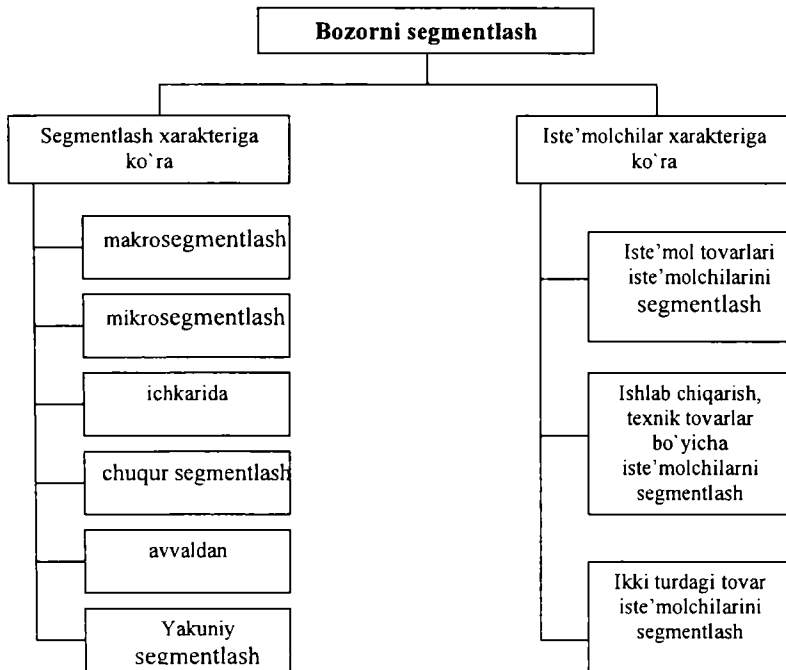 Bozorni segmentlash
Segmentlash xarakteriga
ko`ra
makrosegmentlash
mikrosegmentlash
ichkarida
chuqur segmentlash
avvaldan
Yakuniy
segmentlash
Iste’molchilar xarakteriga
ko`ra
Iste’mol tovarlari
iste’molchilarini
segmentlash
Ishlab chiqarish,
texnik tovarlar
bo`yicha
iste’molchilarni
segmentlash
Ikki turdagi tovar
iste’molchilarini
segmentlash